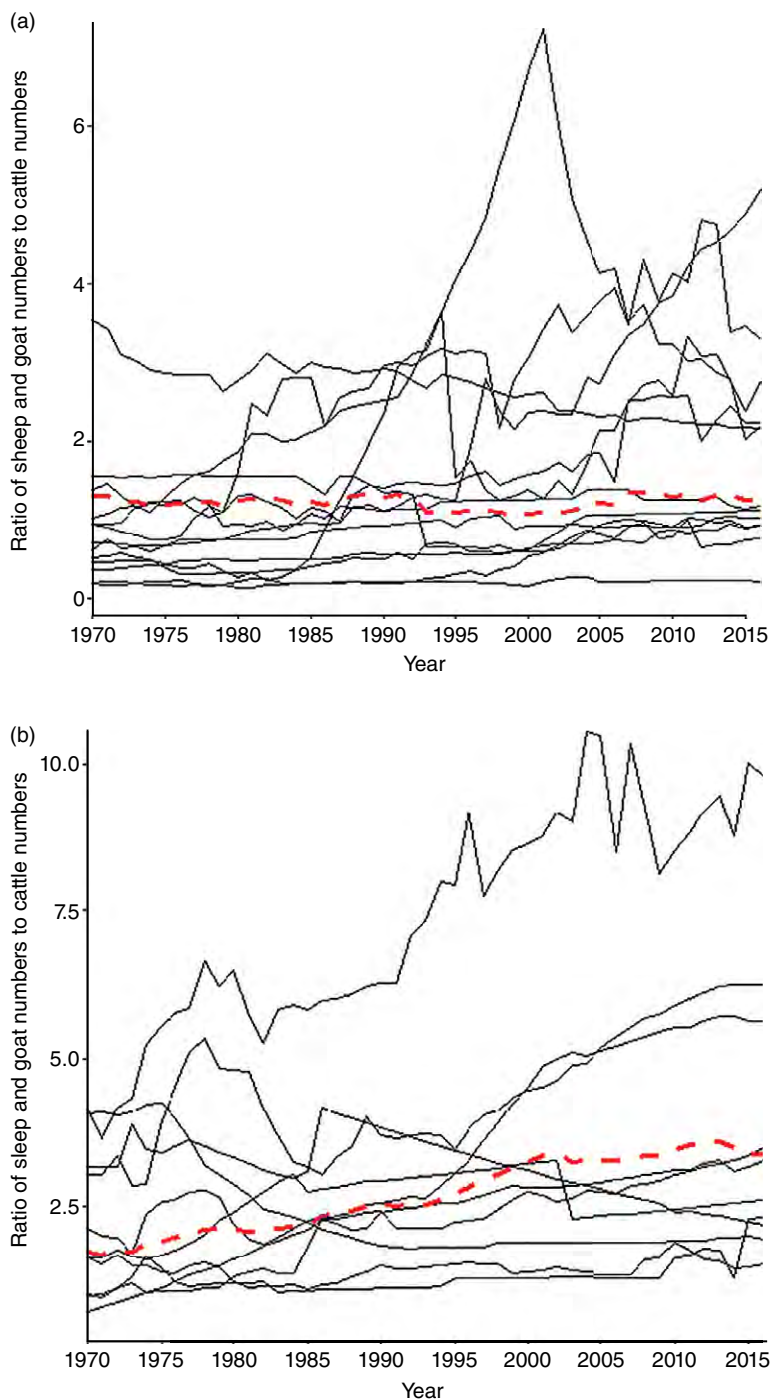 (a)
Ratio of sheep and goat numbers to cattle numbers
6
4
2
0
1970 1975 1980 1985 1990 1995 2000 2005 2010 2015
Year
(b)
Ratio of sleep and goat numbers to cattle numbers
10.0
7.5
5.0
2.5
1970 1975 1980 1985 1990 1995 2000 2005 2010 2015
Year